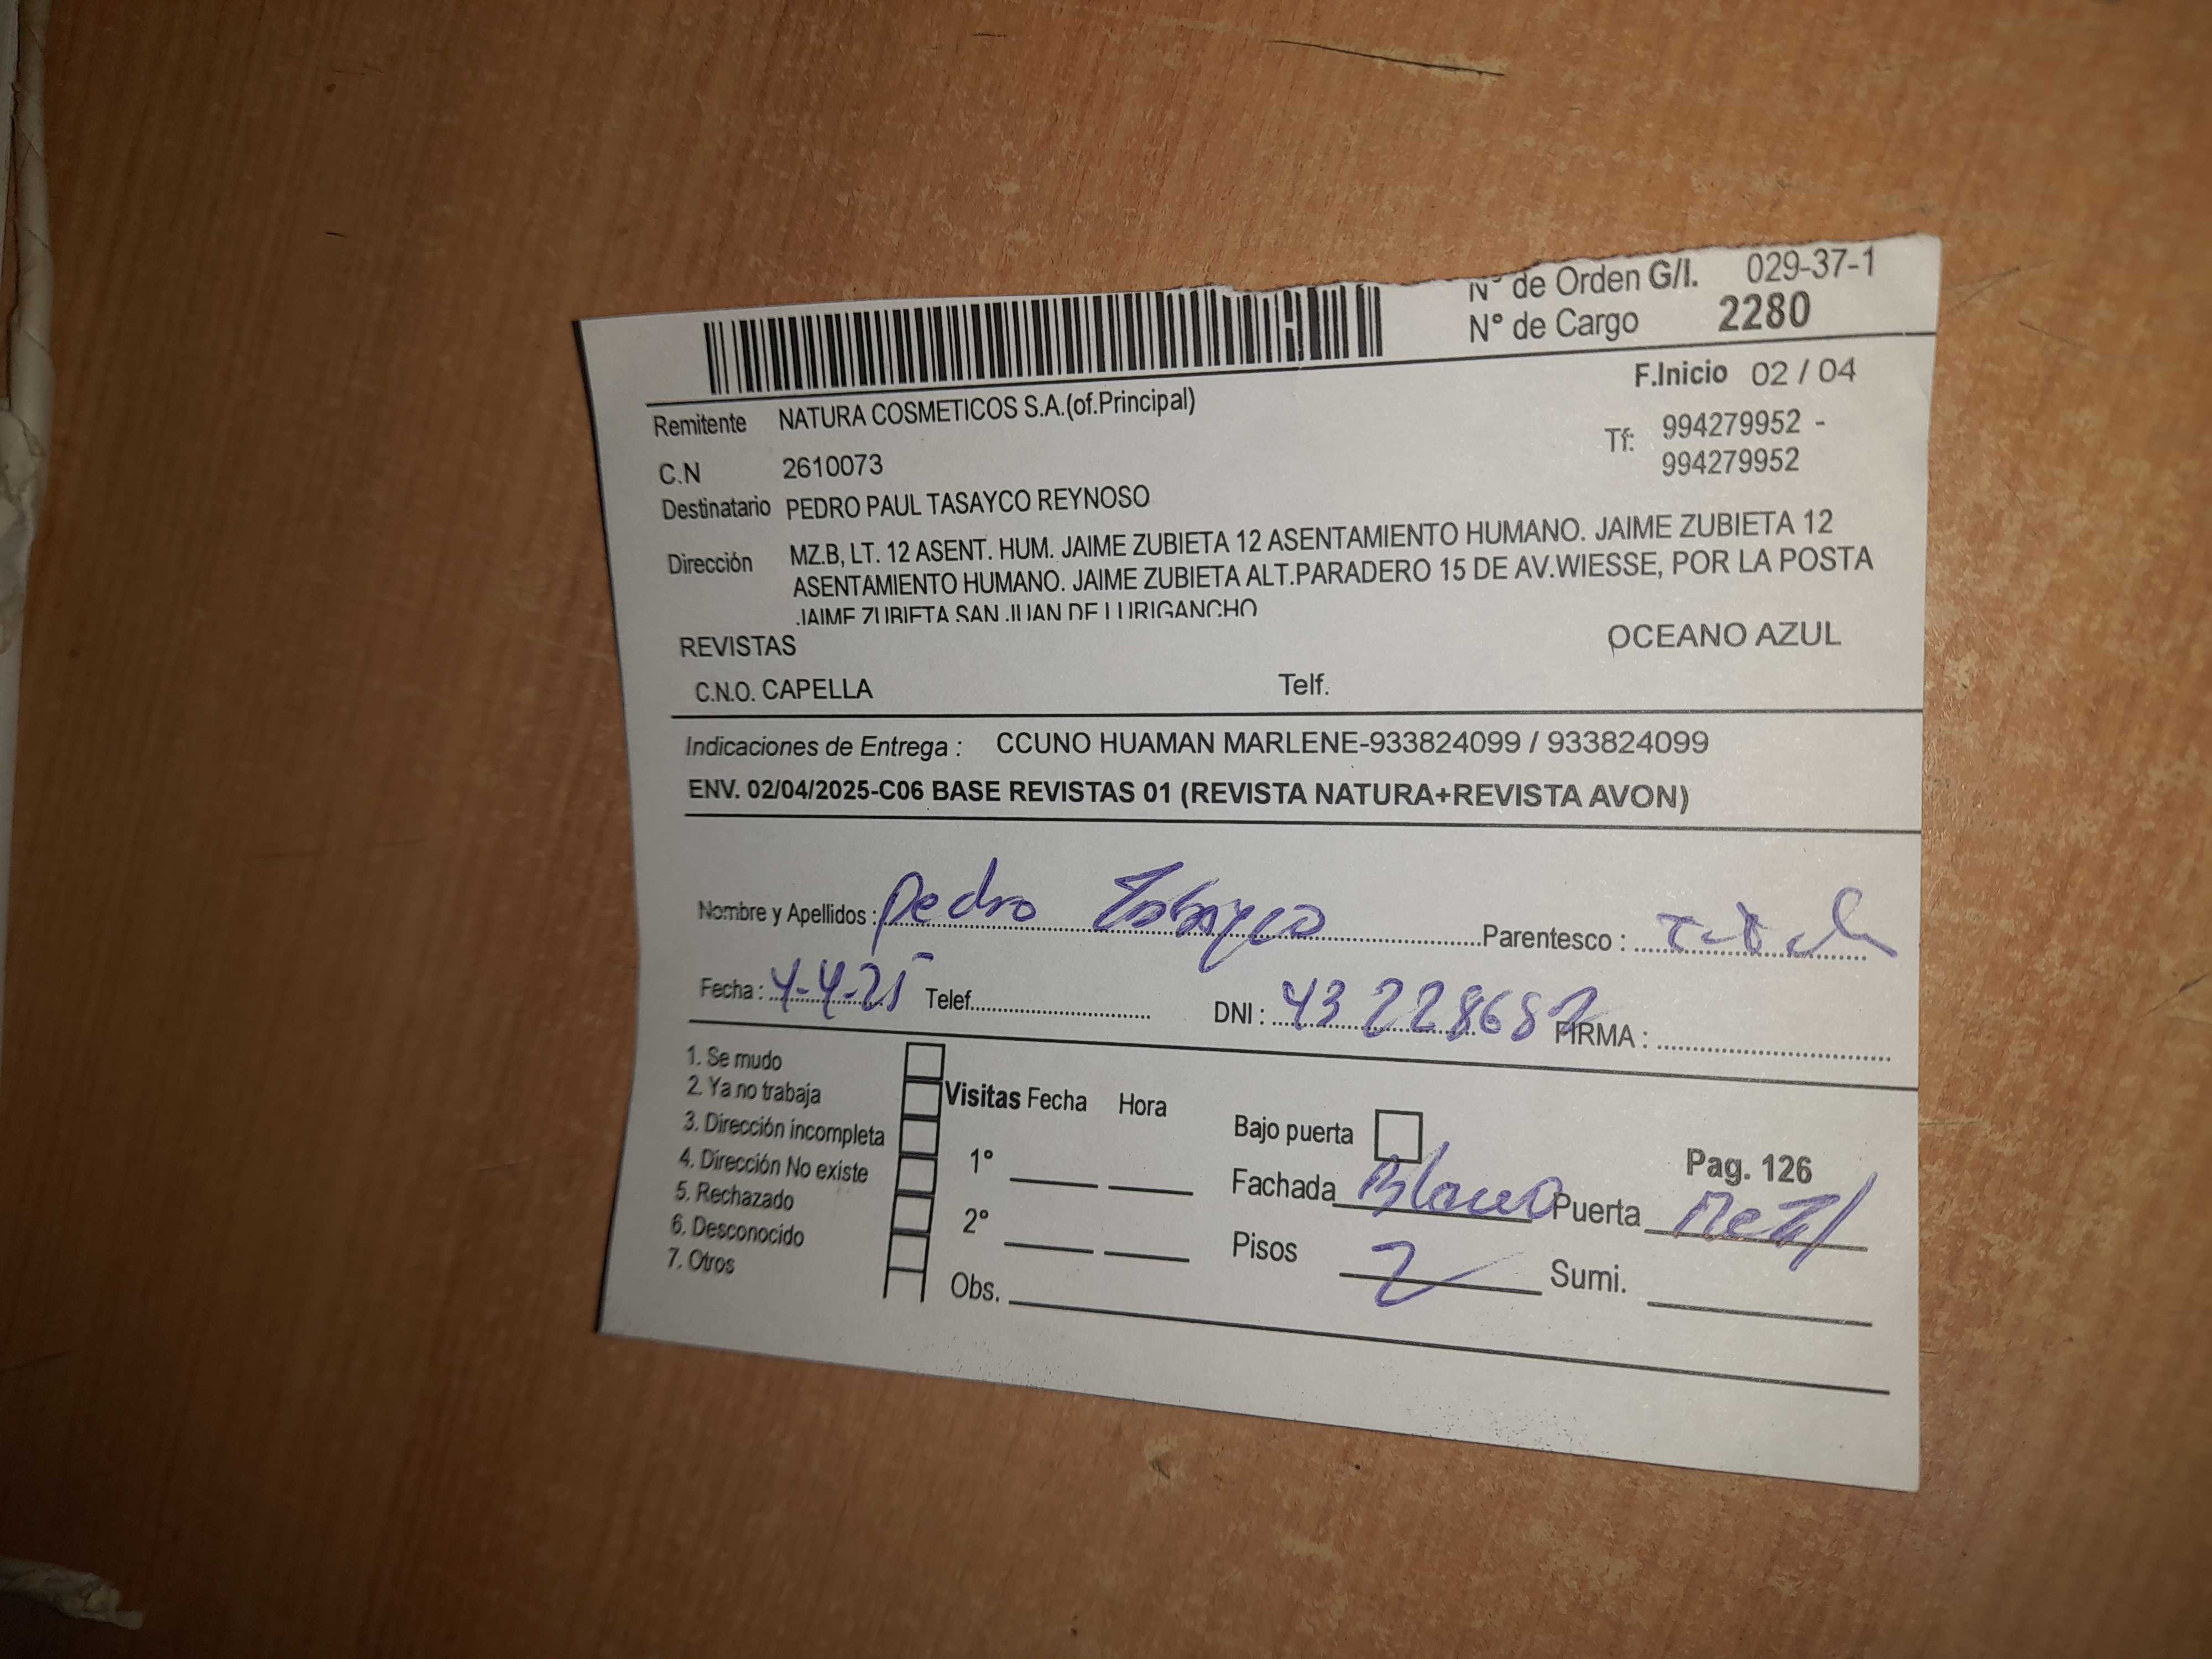 N° de Orden G/I. 029-37-1
N° de Cargo 2280
F.Inicio 02 / 04
Remitente NATURA COSMETICOS S.A.(of.Principal)
Tf: 994279952 -
994279952
C.N 2610073
Destinatario PEDRO PAUL TASAYCO REYNOSO
Dirección MZ.B, LT. 12 ASENT. HUM. JAIME ZUBIETA 12 ASENTAMIENTO HUMANO. JAIME ZUBIETA 12
ASENTAMIENTO HUMANO. JAIME ZUBIETA ALT.PARADERO 15 DE AV.WIESSE, POR LA POSTA
JAIME ZUBIETA SAN JUAN DE LURIGANCHO
REVISTAS OCEANO AZUL
C.N.O. CAPELLA Telf.
Indicaciones de Entrega : CCUNO HUAMAN MARLENE-933824099 / 933824099
ENV. 02/04/2025-C06 BASE REVISTAS 01 (REVISTA NATURA+REVISTA AVON)
Nombre y Apellidos : Pedro Parentesco :
Fecha : 4-4-25 Telef. DNI : FIRMA :
1. Se mudo
2. Ya no trabaja
3. Dirección incompleta
4. Dirección No existe
5. Rechazado
6. Desconocido
7. Otros
Visitas Fecha Hora
1°
2°
Obs.
Bajo puerta
Pag. 126
Fachada Blanco Puerta Metal
Pisos 2 Sumi.